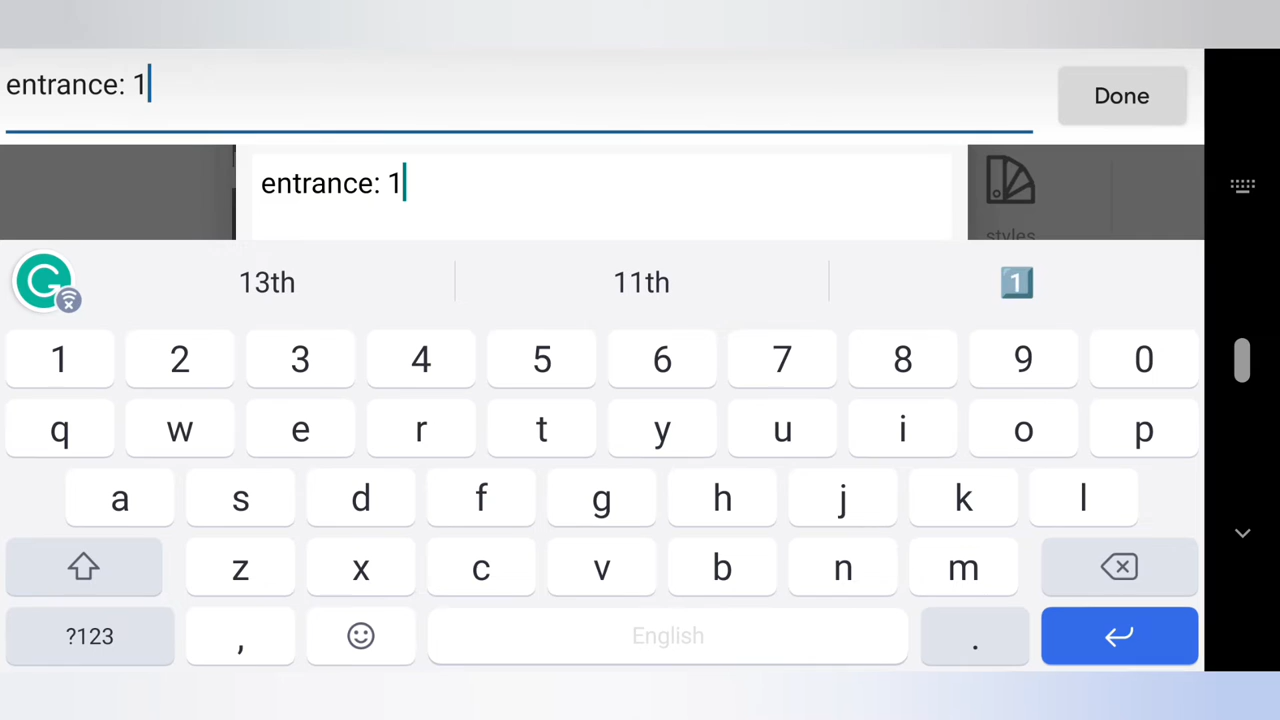 entrance: 1
Done
entrance: 1
styles
13th 11th 1
1 2 3 4 5 6 7 8 9 0
q w e r t y u i o p
a s d f g h j k l
z x c v b n m
?123 , English .